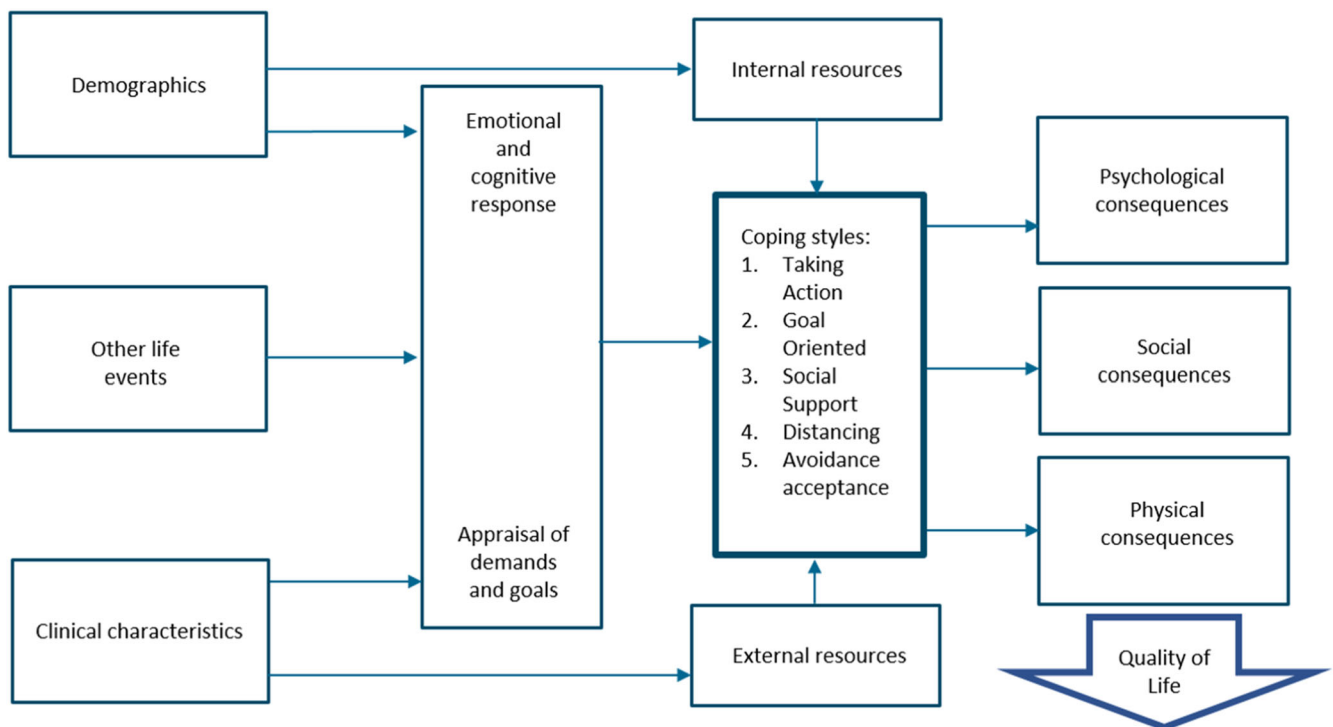 Demographics
Other life
events
Clinical characteristics
Emotional
and
cognitive
response
Appraisal of
demands
and goals
Internal resources
Coping styles:
1. Taking
Action
2. Goal
Oriented
3. Social
Support
4. Distancing
5. Avoidance
acceptance
External resources
Psychological
consequences
Social
consequences
Physical
consequences
Quality of
Life